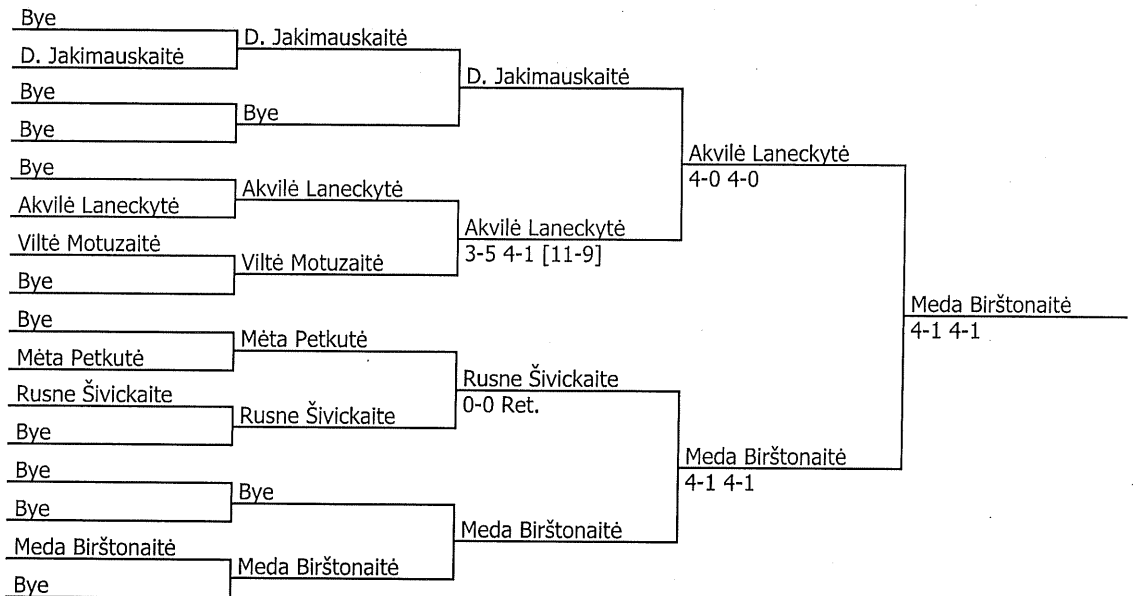 Bye
D. Jakimauskaitė
Bye
Bye
Bye
Akvilė Laneckytė
Viltė Motuzaitė
Bye
Bye
Mėta Petkutė
Rusne Šivickaite
Bye
Bye
Bye
Meda Birštonaitė
Bye
D. Jakimauskaitė
Bye
Akvilė Laneckytė
Viltė Motuzaitė
Mėta Petkutė
Rusne Šivickaite
Bye
Meda Birštonaitė
D. Jakimauskaitė
Akvilė Laneckytė
3-5 4-1 [11-9]
Rusne Šivickaite
0-0 Ret.
Meda Birštonaitė
Akvilė Laneckytė
4-0 4-0
Meda Birštonaitė
4-1 4-1
Meda Birštonaitė
4-1 4-1